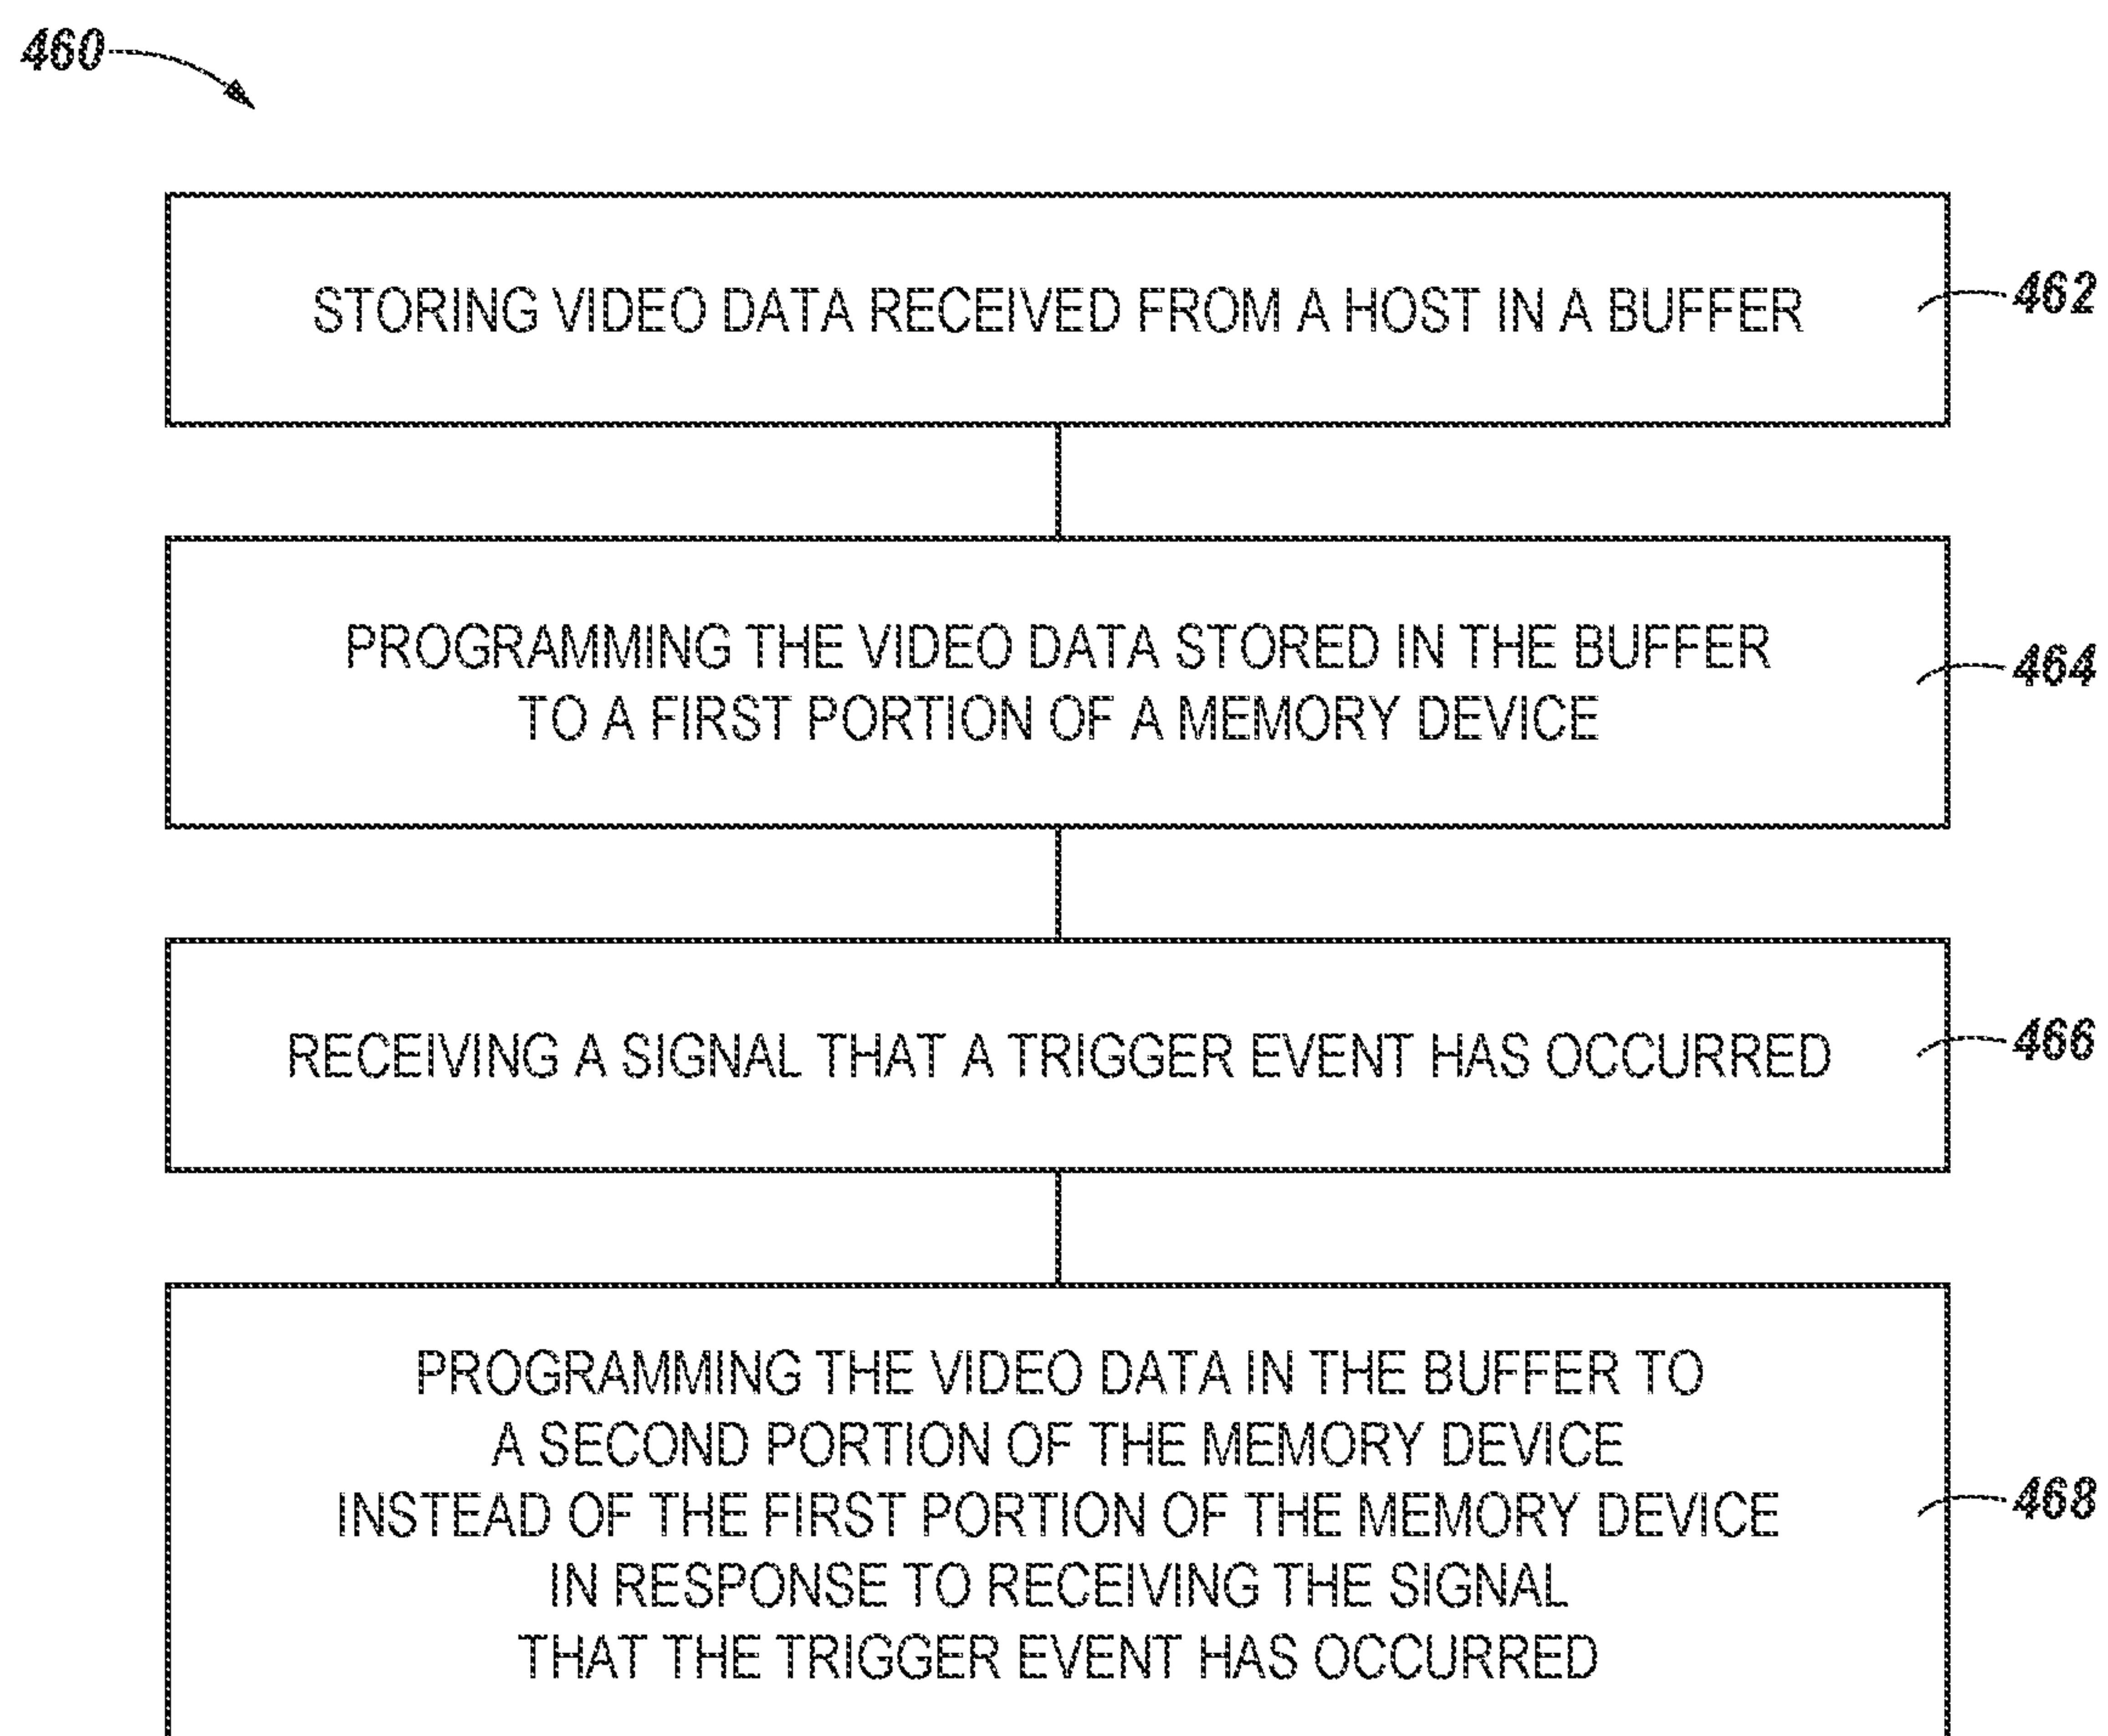 460
STORING VIDEO DATA RECEIVED FROM A HOST IN A BUFFER
462
PROGRAMMING THE VIDEO DATA STORED IN THE BUFFER
TO A FIRST PORTION OF A MEMORY DEVICE
464
RECEIVING A SIGNAL THAT A TRIGGER EVENT HAS OCCURRED
466
PROGRAMMING THE VIDEO DATA IN THE BUFFER TO
A SECOND PORTION OF THE MEMORY DEVICE
INSTEAD OF THE FIRST PORTION OF THE MEMORY DEVICE
IN RESPONSE TO RECEIVING THE SIGNAL
THAT THE TRIGGER EVENT HAS OCCURRED
468